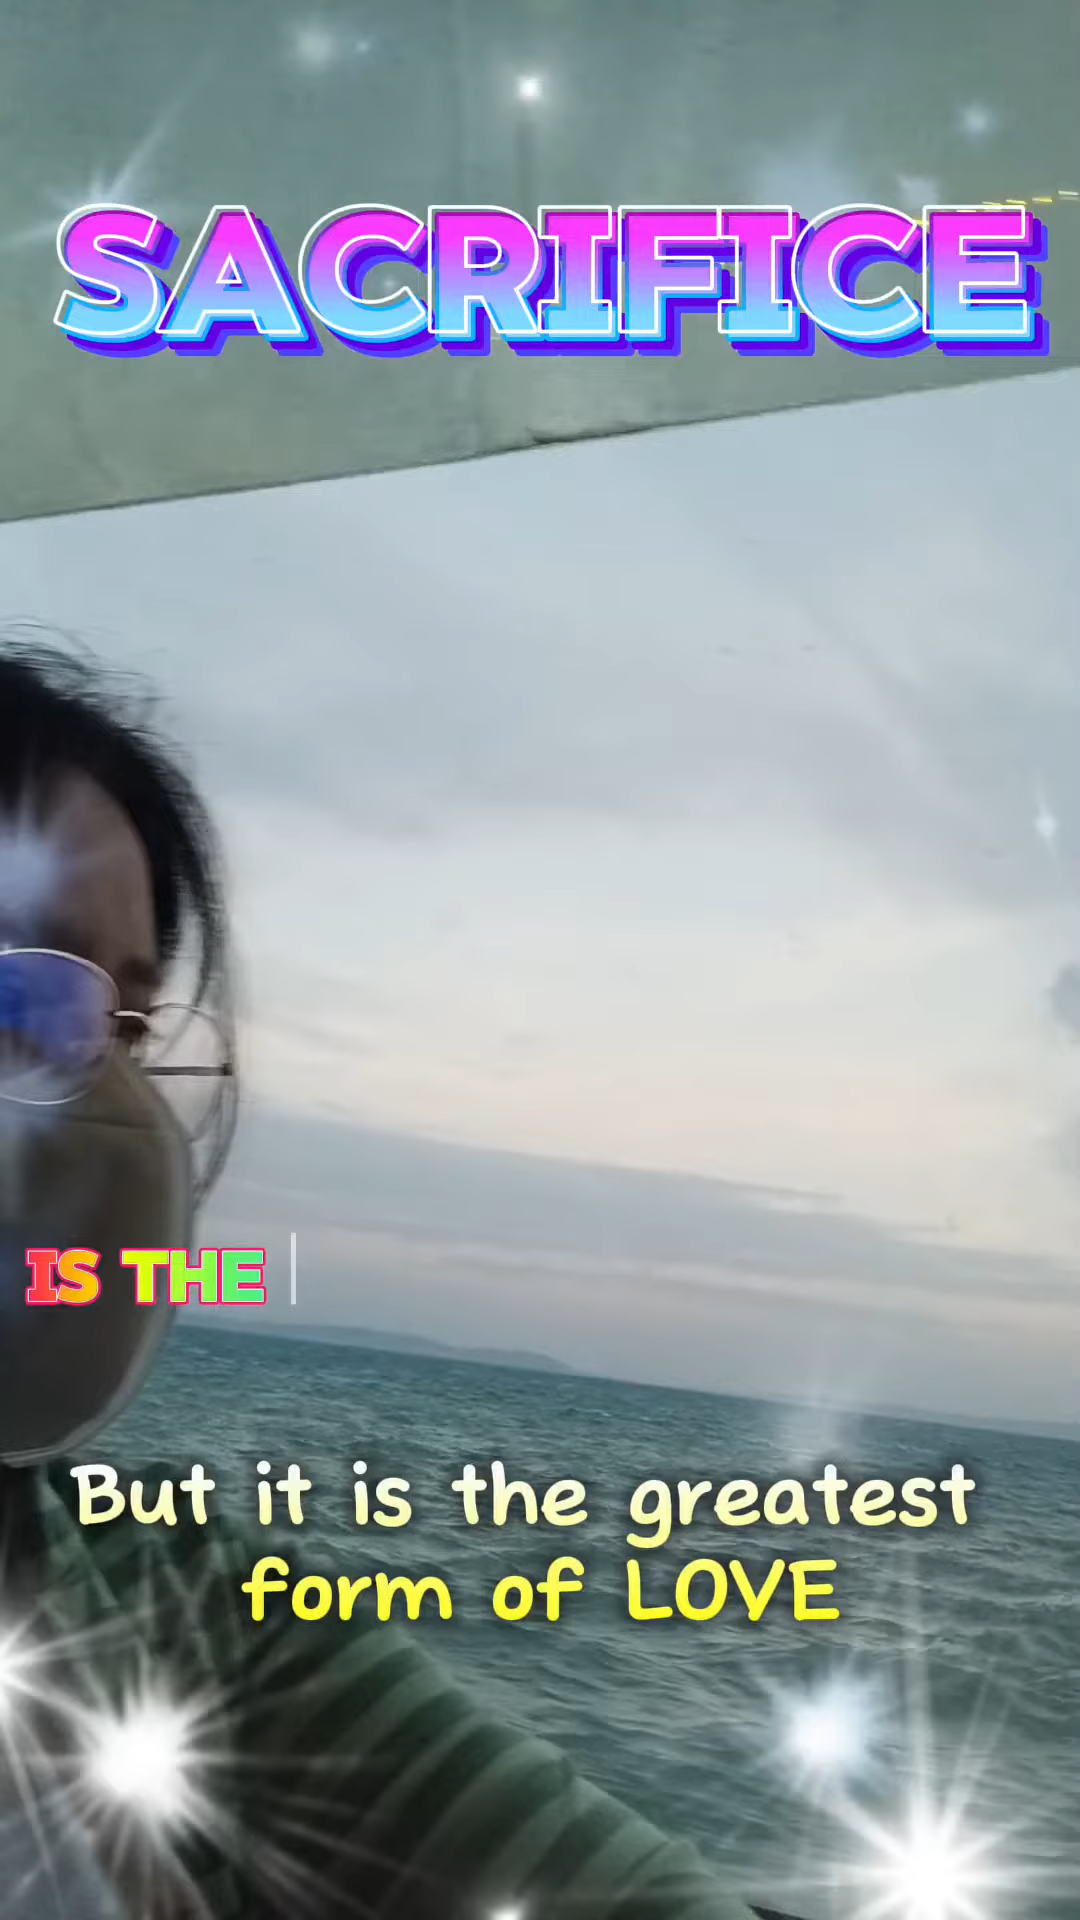 SACRIFICE
IS THE
But it is the greatest
form of LOVE